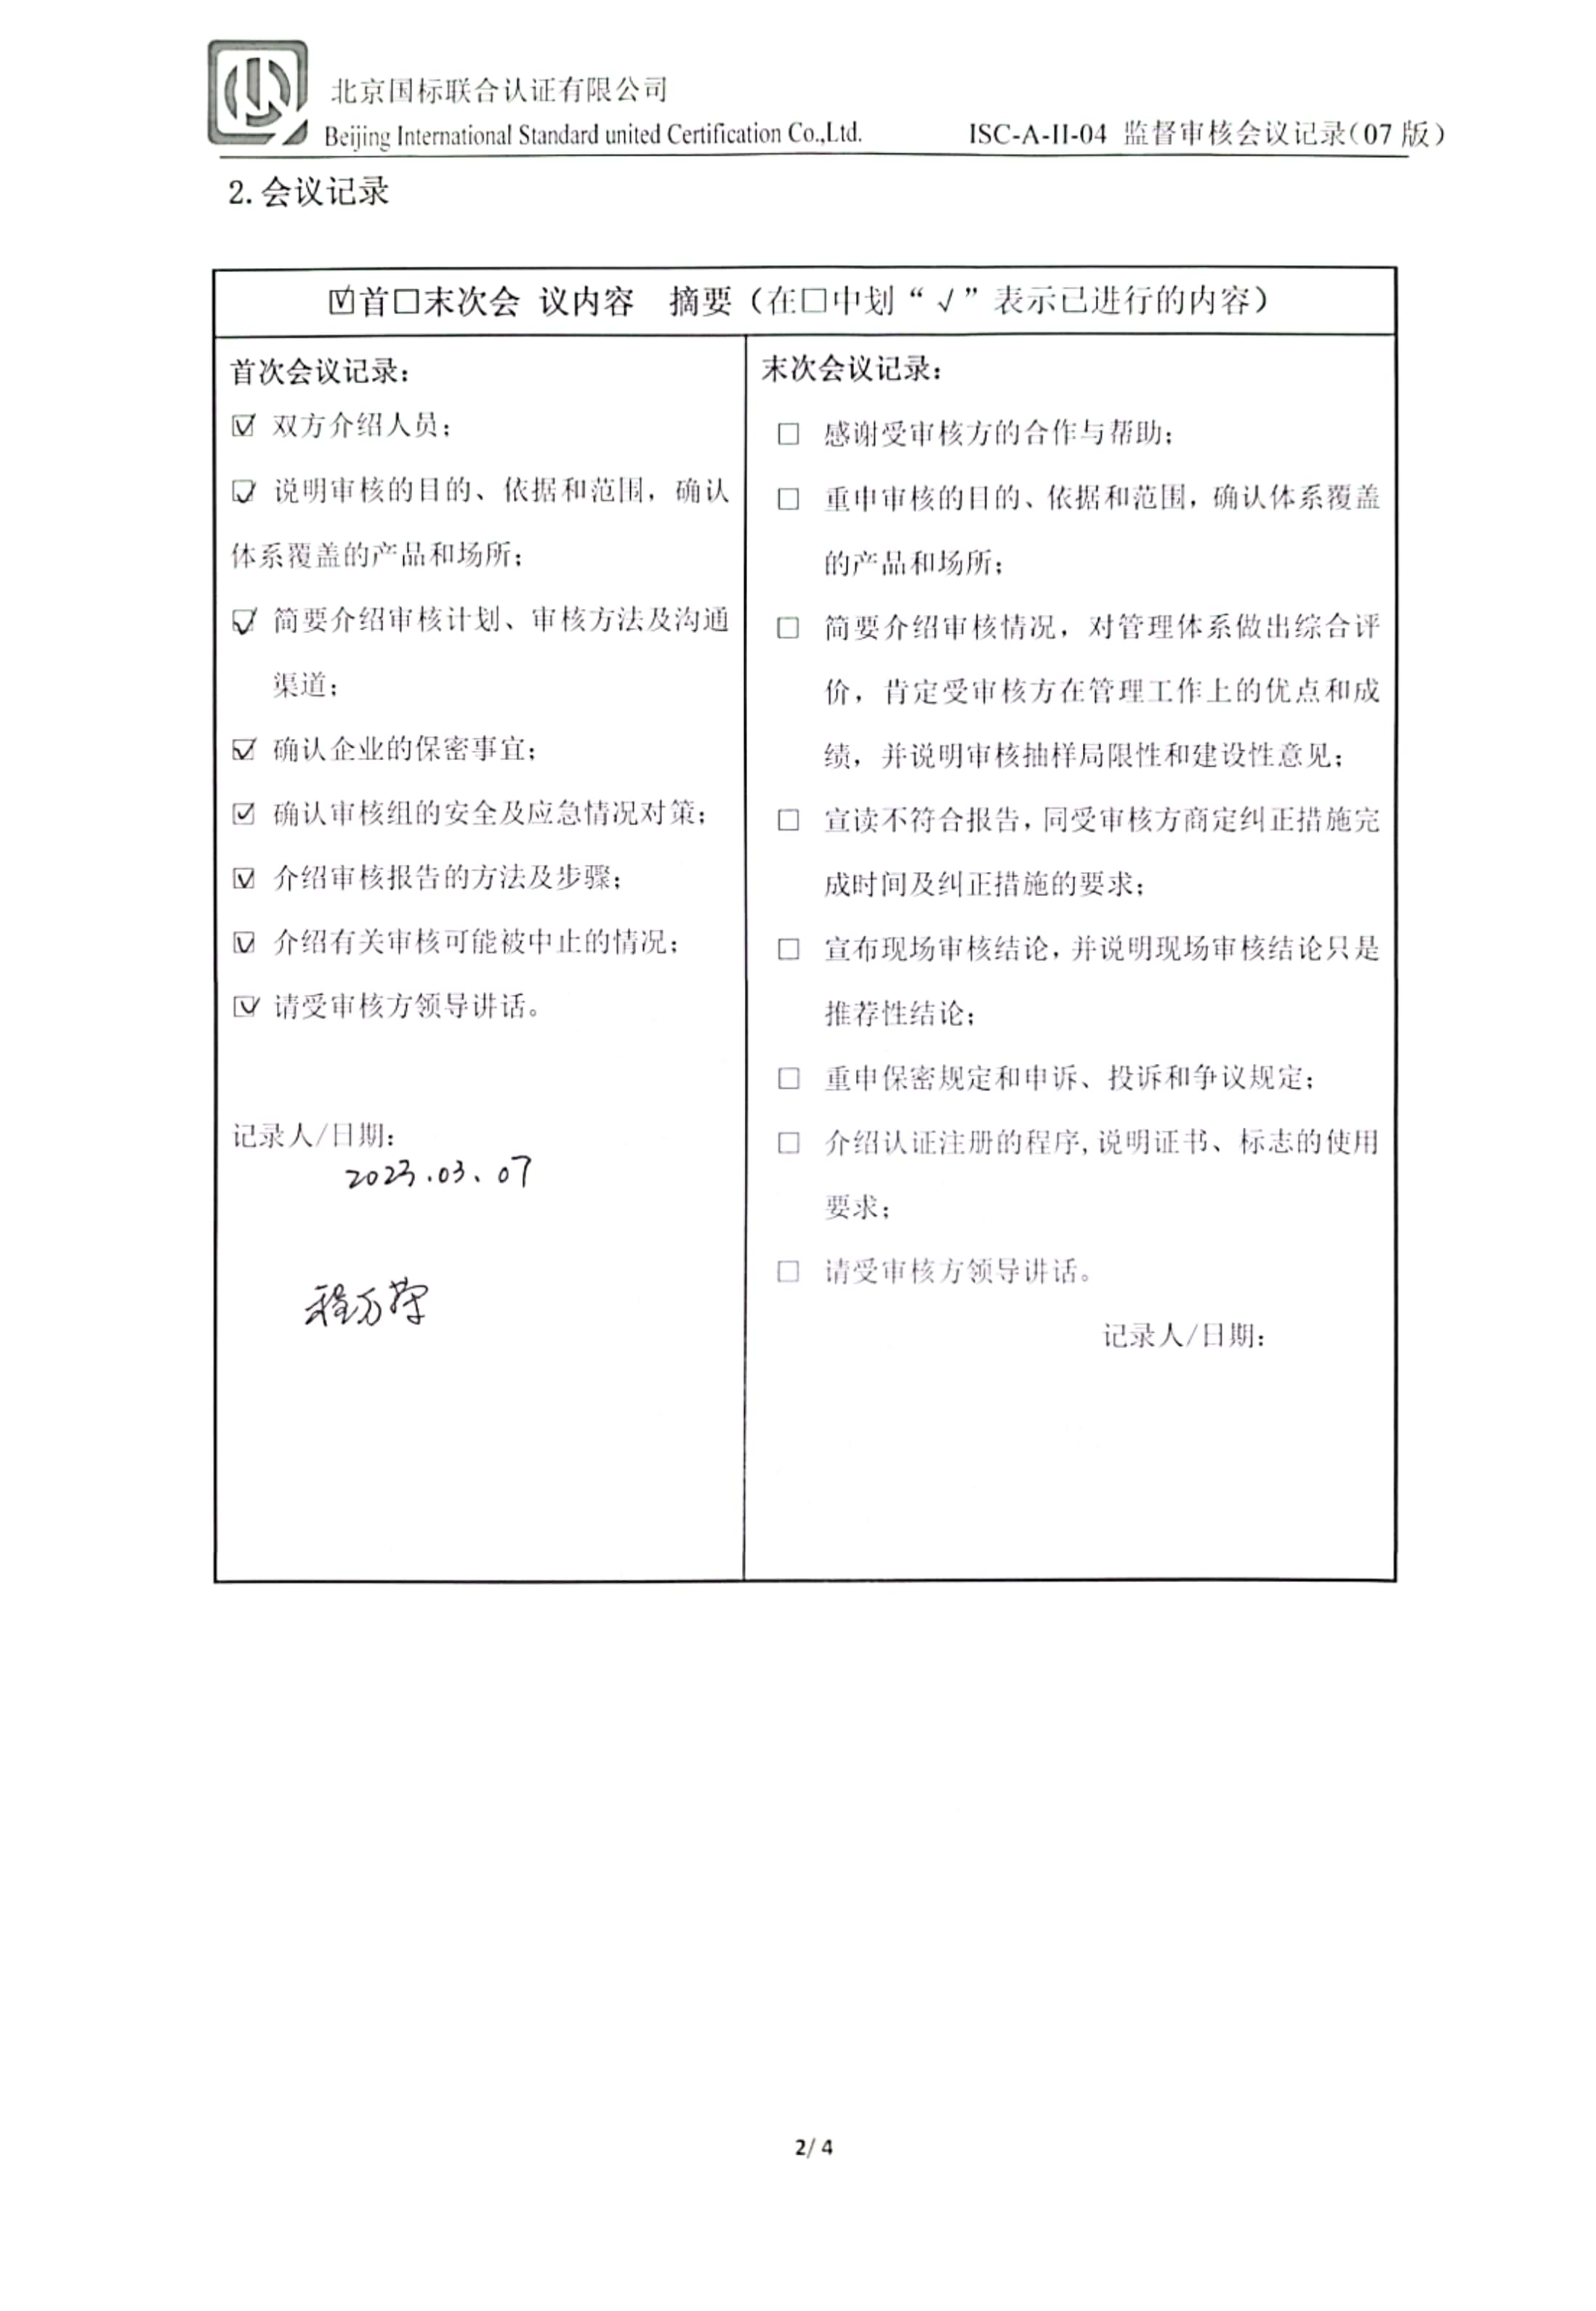 北京国标联合认证有限公司
Beijing International Standard united Certification Co.,Ltd. ISC-A-II-04 监督审核会议记录(07版)
2.会议记录
☑首□末次会 议内容 摘要（在□中划“√”表示已进行的内容）
首次会议记录：
☑ 双方介绍人员；
☑ 说明审核的目的、依据和范围，确认
体系覆盖的产品和场所；
☑ 简要介绍审核计划、审核方法及沟通
渠道；
☑ 确认企业的保密事宜；
☑ 确认审核组的安全及应急情况对策；
☑ 介绍审核报告的方法及步骤；
☑ 介绍有关审核可能被中止的情况；
☑ 请受审核方领导讲话。
记录人/日期：
2023.03.07
末次会议记录：
□ 感谢受审核方的合作与帮助；
□ 重申审核的目的、依据和范围，确认体系覆盖
的产品和场所；
□ 简要介绍审核情况，对管理体系做出综合评
价，肯定受审核方在管理工作上的优点和成
绩，并说明审核抽样局限性和建设性意见；
□ 宣读不符合报告，同受审核方商定纠正措施完
成时间及纠正措施的要求；
□ 宣布现场审核结论，并说明现场审核结论只是
推荐性结论；
□ 重申保密规定和申诉、投诉和争议规定；
□ 介绍认证注册的程序,说明证书、标志的使用
要求；
□ 请受审核方领导讲话。
记录人/日期：
2/ 4